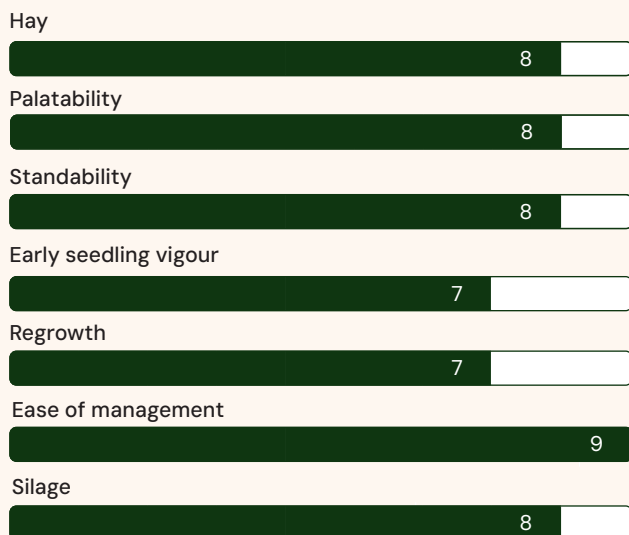 Hay
8
Palatability
8
Standability
8
Early seedling vigour
7
Regrowth
7
Ease of management
9
Silage
8